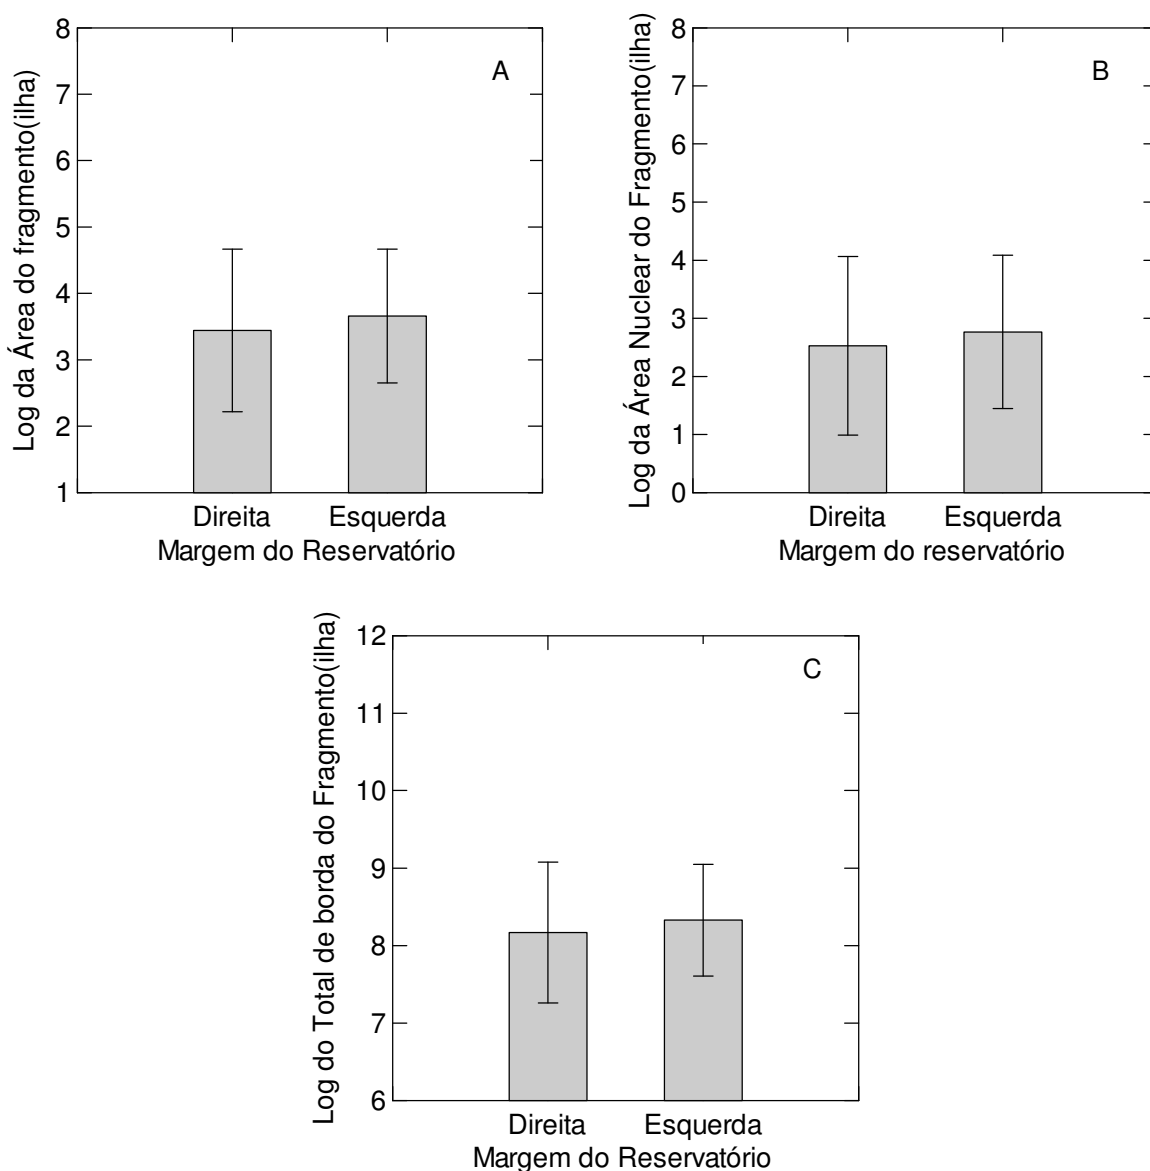 A
Log da Área do fragmento(ilha)
8
7
6
5
4
3
2
1
Direita Esquerda
Margem do Reservatório
B
Log da Área Nuclear do Fragmento(ilha)
8
7
6
5
4
3
2
1
0
Direita Esquerda
Margem do reservatório
C
Log do Total de borda do Fragmento(ilha)
12
11
10
9
8
7
6
Direita Esquerda
Margem do Reservatório